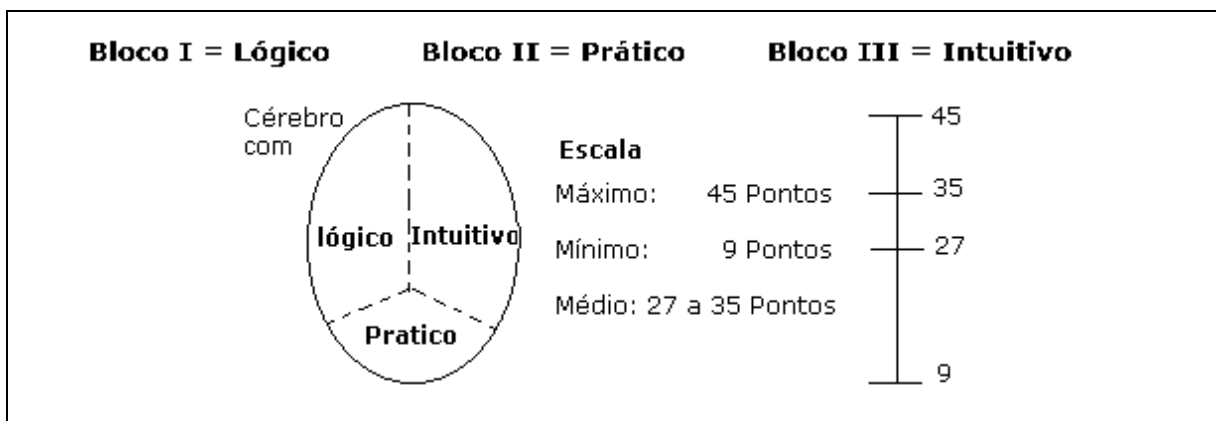 Bloco I = Lógico Bloco II = Prático Bloco III = Intuitivo
Cérebro
com
lógico Intuitivo
Pratico
Escala
Máximo: 45 Pontos
Mínimo: 9 Pontos
Médio: 27 a 35 Pontos
45
35
27
9